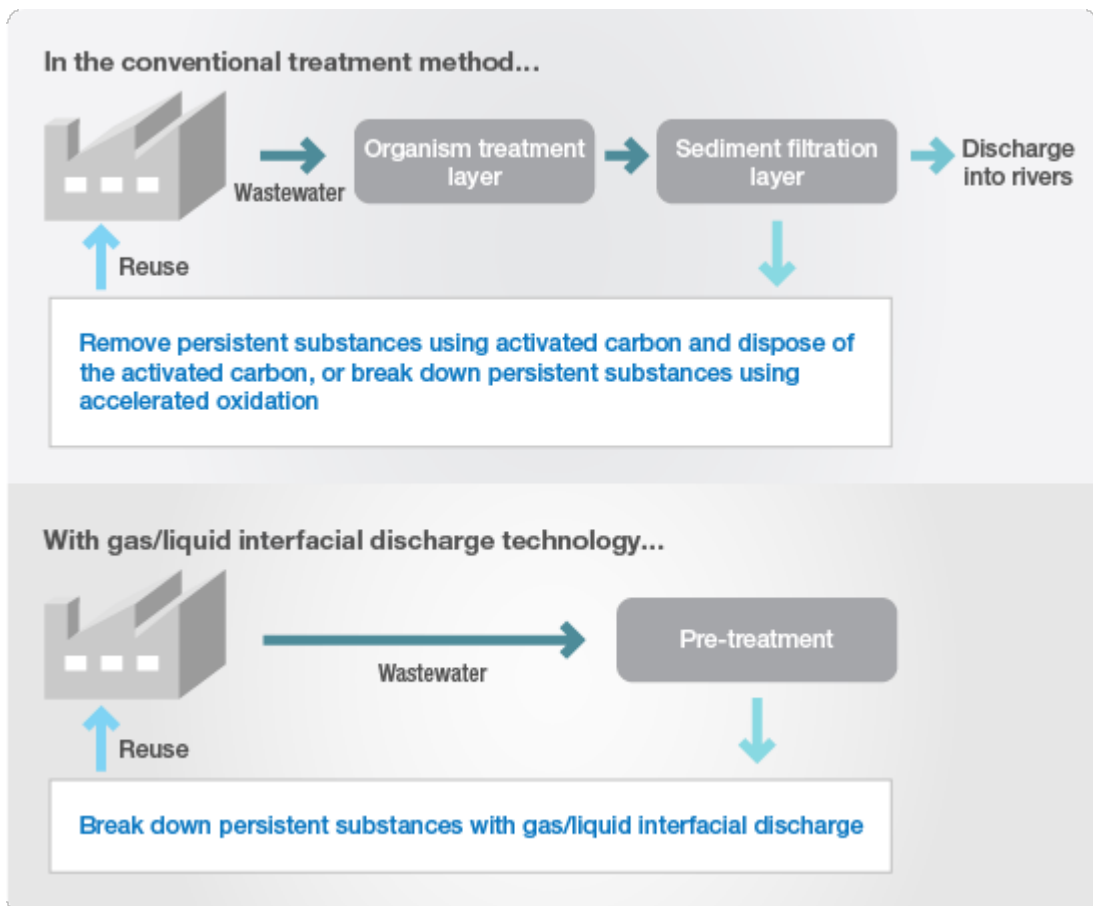 In the conventional treatment method...
Organism treatment
layer
Sediment filtration
layer
Discharge
into rivers
Wastewater
Reuse
Remove persistent substances using activated carbon and dispose of
the activated carbon, or break down persistent substances using
accelerated oxidation
With gas/liquid interfacial discharge technology...
Pre-treatment
Wastewater
Reuse
Break down persistent substances with gas/liquid interfacial discharge